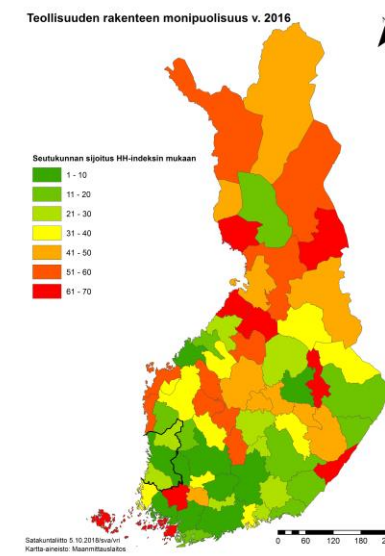 Teollisuuden rakenteen monipuolisuus v. 2016
Seutukunnan sijoitus HH-indeksin mukaan
1 - 10
11 - 20
21 - 30
31 - 40
41 - 50
51 - 60
61 - 70
Satakuntaliitto 5.10.2018/sva/vri
Kartta-aineisto: Maanmittauslaitos
0 60 120 180